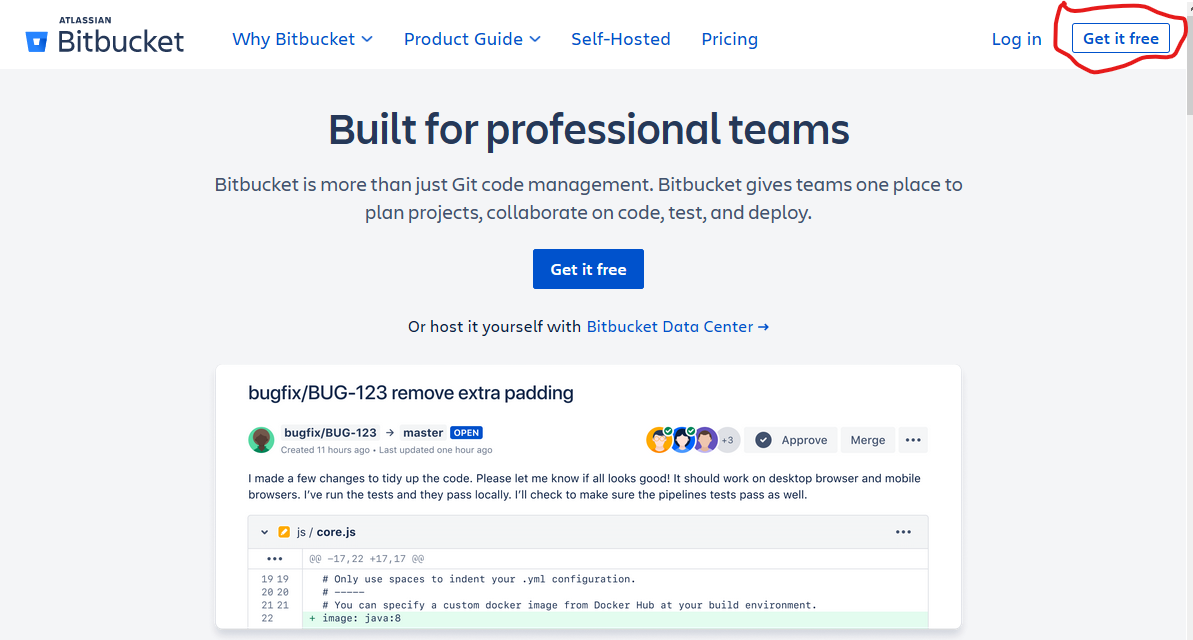 ATLASSIAN
Bitbucket
Why Bitbucket
Product Guide
Self-Hosted
Pricing
Log in
Get it free
Built for professional teams
Bitbucket is more than just Git code management. Bitbucket gives teams one place to
plan projects, collaborate on code, test, and deploy.
Get it free
Or host it yourself with Bitbucket Data Center →
bugfix/BUG-123 remove extra padding
bugfix/BUG-123 → master OPEN
Created 11 hours ago • Last updated one hour ago
+3
Approve
Merge
•••
I made a few changes to tidy up the code. Please let me know if all looks good! It should work on desktop browser and mobile
browsers. I’ve run the tests and they pass locally. I’ll check to make sure the pipelines tests pass as well.
js / core.js
•••
••• @@ -17,22 +17,17 @@
19 19 # Only use spaces to indent your .yml configuration.
20 20 # -----
21 21 # You can specify a custom docker image from Docker Hub at your build environment.
22 + image: java:8